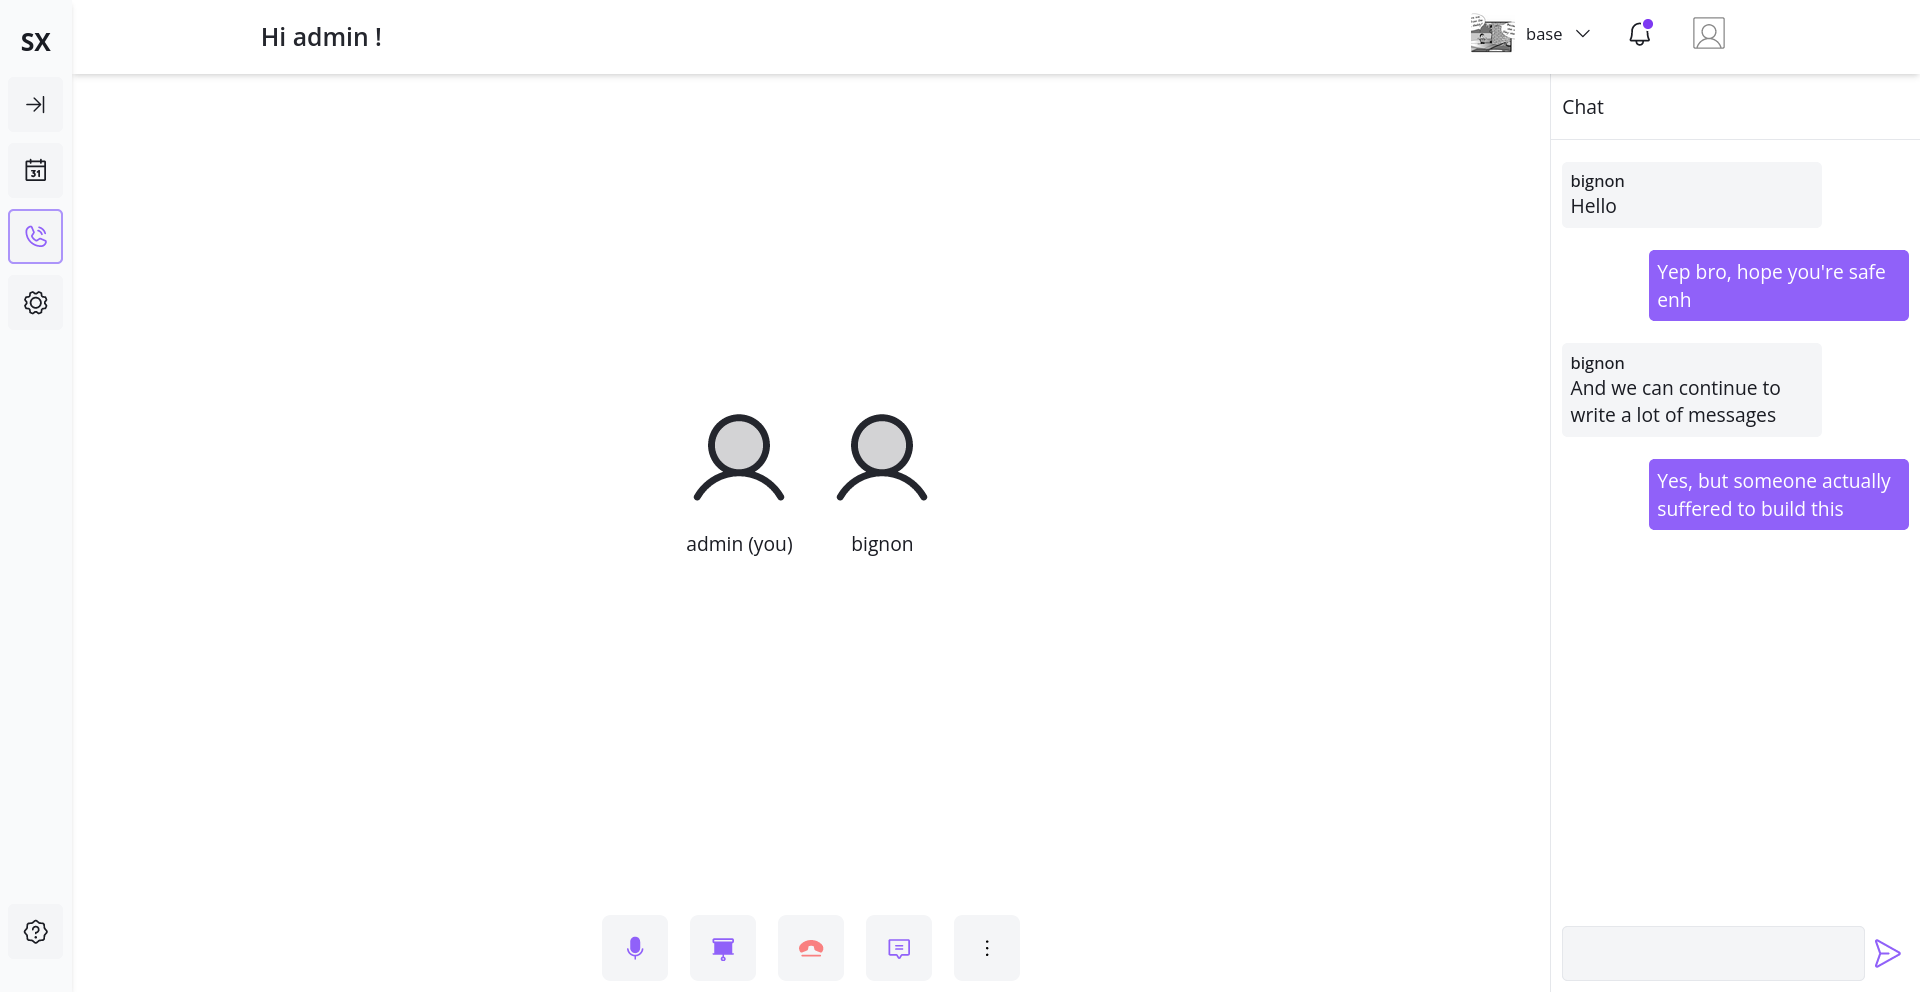 SX
Hi admin !
base
31
Chat
bignon
Hello
Yep bro, hope you're safe
enh
bignon
And we can continue to
write a lot of messages
Yes, but someone actually
suffered to build this
admin (you)
bignon
?